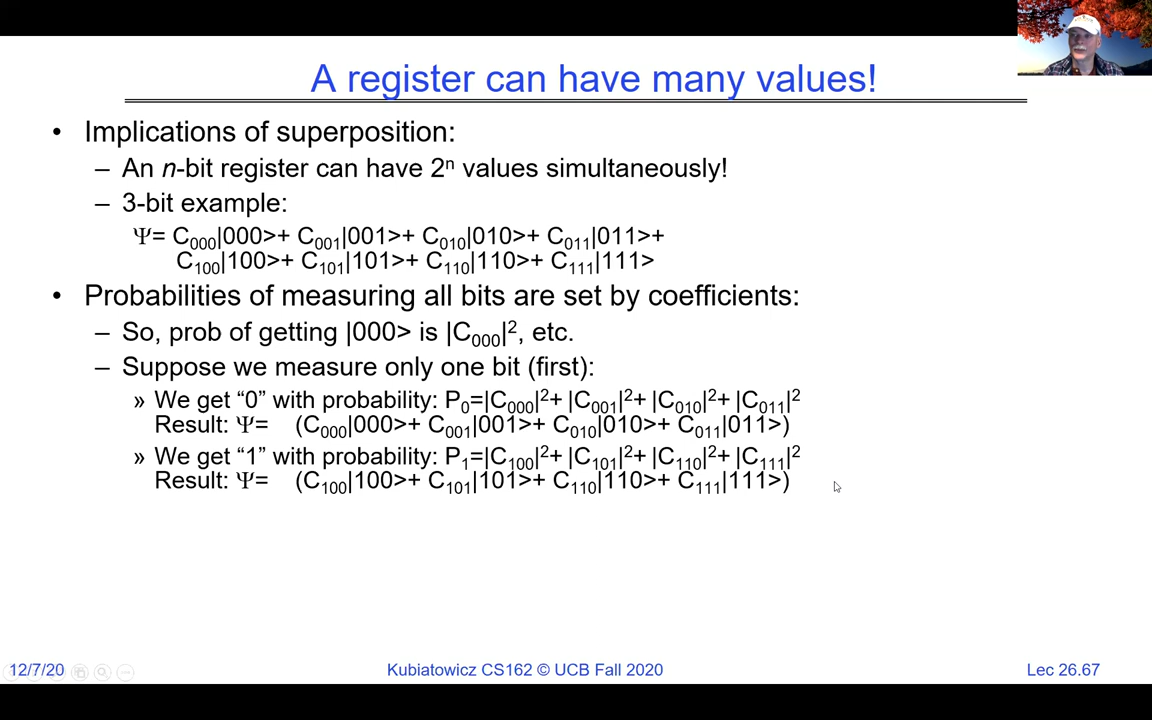 A register can have many values!
• Implications of superposition:
– An n-bit register can have 2ⁿ values simultaneously!
– 3-bit example:
Ψ= C₀₀₀|000>+ C₀₀₁|001>+ C₀₁₀|010>+ C₀₁₁|011>+
C₁₀₀|100>+ C₁₀₁|101>+ C₁₁₀|110>+ C₁₁₁|111>
• Probabilities of measuring all bits are set by coefficients:
– So, prob of getting |000> is |C₀₀₀|², etc.
– Suppose we measure only one bit (first):
» We get “0” with probability: P₀=|C₀₀₀|²+ |C₀₀₁|²+ |C₀₁₀|²+ |C₀₁₁|²
Result: Ψ= (C₀₀₀|000>+ C₀₀₁|001>+ C₀₁₀|010>+ C₀₁₁|011>)
» We get “1” with probability: P₁=|C₁₀₀|²+ |C₁₀₁|²+ |C₁₁₀|²+ |C₁₁₁|²
Result: Ψ= (C₁₀₀|100>+ C₁₀₁|101>+ C₁₁₀|110>+ C₁₁₁|111>)
12/7/20
Kubiatowicz CS162 © UCB Fall 2020
Lec 26.67